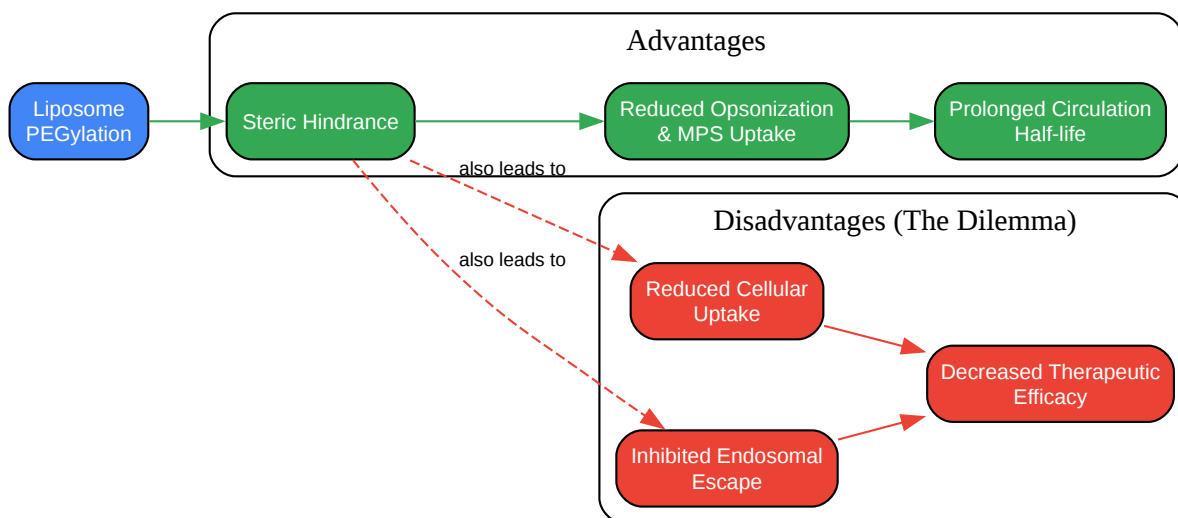 Advantages
Liposome
PEGylation
Steric Hindrance
Reduced Opsonization
& MPS Uptake
Prolonged Circulation
Half-life
also leads to
Disadvantages (The Dilemma)
also leads to
Reduced Cellular
Uptake
Decreased Therapeutic
Efficacy
Inhibited Endosomal
Escape